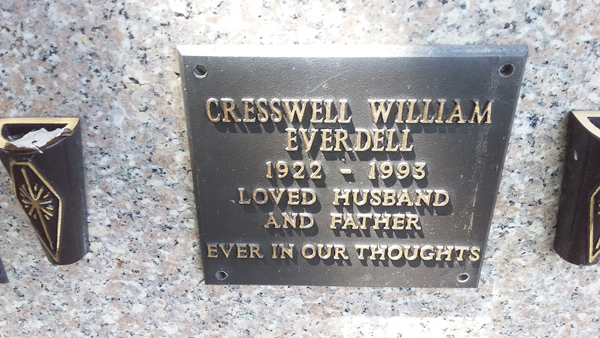 CRESSWELL WILLIAM
EVERDELL
1922 - 1993
LOVED HUSBAND
AND FATHER
EVER IN OUR THOUGHTS